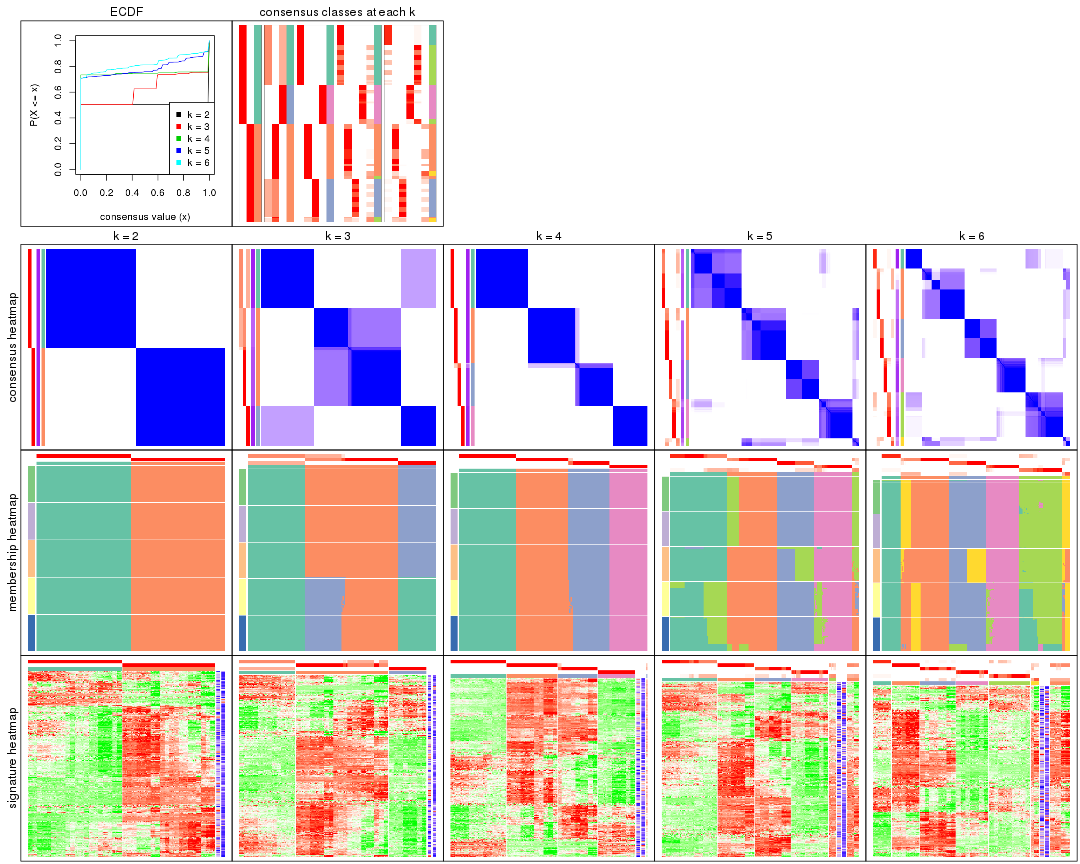 ECDF
consensus classes at each k
P(X <= x)
0.0 0.2 0.4 0.6 0.8 1.0
k = 2
k = 3
k = 4
k = 5
k = 6
0.0 0.2 0.4 0.6 0.8 1.0
consensus value (x)
k = 2
k = 3
k = 4
k = 5
k = 6
consensus heatmap
membership heatmap
signature heatmap